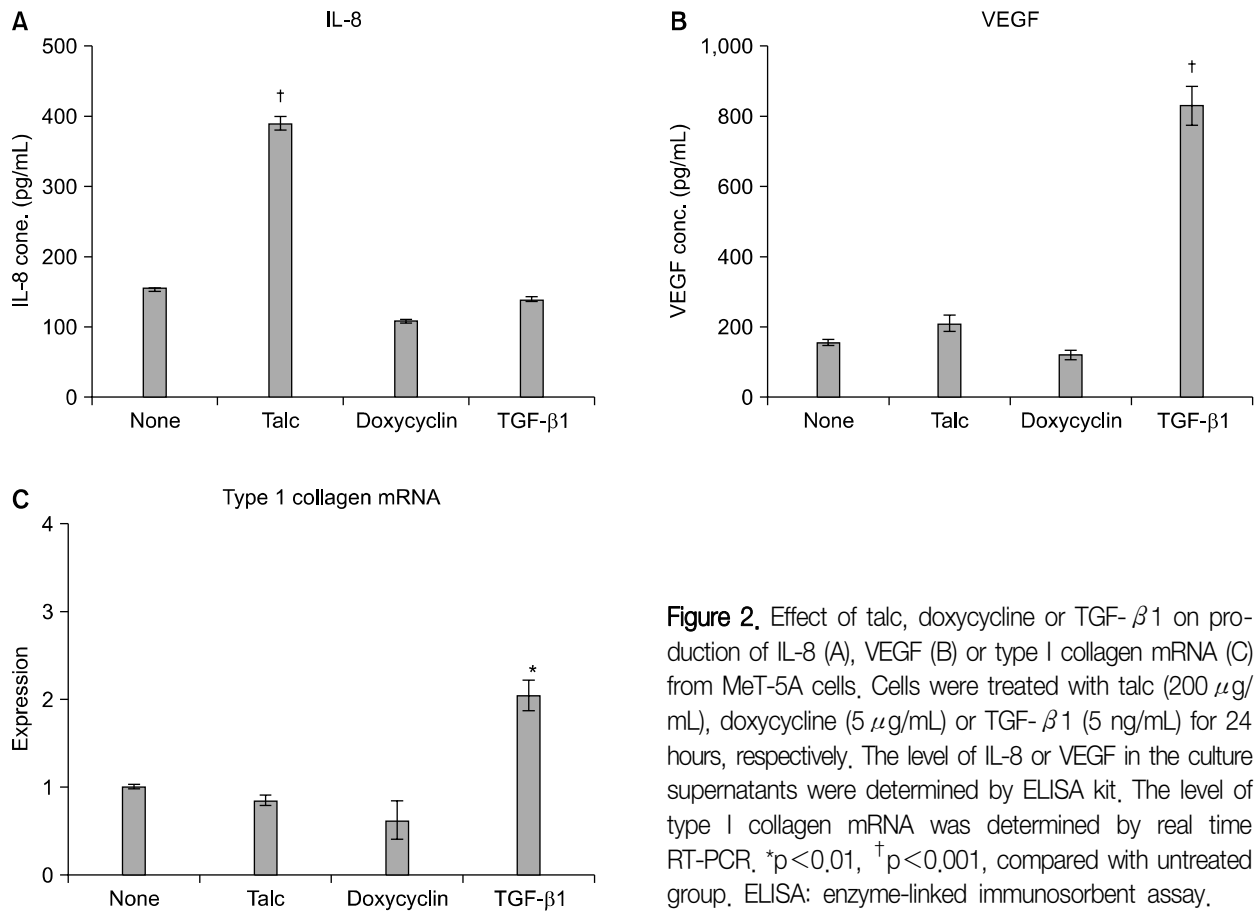 A
IL-8
500
400
300
200
100
0
IL-8 cone. (pg/mL)
†
None Talc Doxycyclin TGF-β1
B
VEGF
1,000
800
600
400
200
0
VEGF conc. (pg/mL)
†
None Talc Doxycyclin TGF-β1
C
Type 1 collagen mRNA
4
3
2
1
0
Expression
*
None Talc Doxycyclin TGF-β1
Figure 2. Effect of talc, doxycycline or TGF-β1 on pro-
duction of IL-8 (A), VEGF (B) or type I collagen mRNA (C)
from MeT-5A cells. Cells were treated with talc (200 μg/
mL), doxycycline (5 μg/mL) or TGF-β1 (5 ng/mL) for 24
hours, respectively. The level of IL-8 or VEGF in the culture
supernatants were determined by ELISA kit. The level of
type I collagen mRNA was determined by real time
RT-PCR. *p<0.01, †p<0.001, compared with untreated
group. ELISA: enzyme-linked immunosorbent assay.